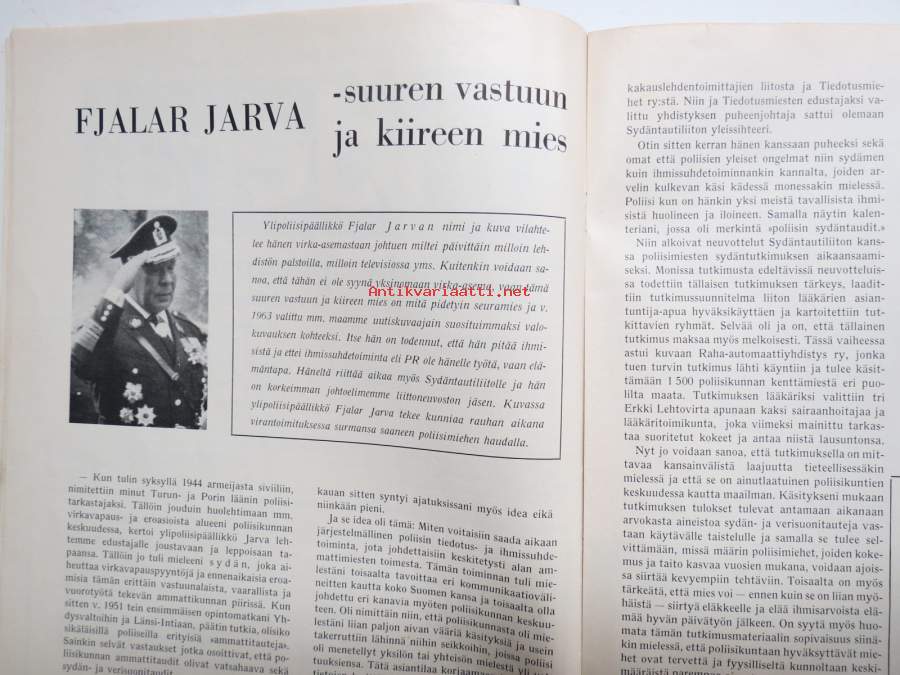 FJALAR JARVA
-suuren vastuun
ja kiireen mies
Ylipoliisipäällikkö Fjalar Jarvan nimi ja kuva vilahte-
lee hänen virka-asemastaan johtuen miltei päivittäin milloin leh-
distön palstoilla, milloin televisiossa yms. Kuitenkin voidaan sa-
noa, että tähän ei ole syynä yksinomaan virka-asema, vaan tämä
suuren vastuun ja kiireen mies on mitä pidetyin seuramies ja v.
1963 valittu mm. maamme uutiskuvaajain suosituimmaksi valo-
kuvauksen kohteeksi. Itse hän on todennut, että hän pitää ihmi-
sistä ja ettei ihmissuhdetoiminta eli PR ole hänelle työtä, vaan elä-
mäntapa. Häneltä riittää aikaa myös Sydäntautiliitolle ja hän
on korkeimman johtoelimemme liittoneuvoston jäsen. Kuvassa
ylipoliisipäällikkö Fjalar Jarva tekee kunniaa rauhan aikana
virantoimituksessa surmansa saaneen poliisimiehen haudalla.
Antikvariaatti.net
— Kun tulin syksyllä 1944 armeijasta siviiliin,
nimitettiin minut Turun- ja Porin läänin poliisi-
tarkastajaksi. Tällöin jouduin huolehtimaan mm.
virkavapaus- ja eroasioista alueeni poliisikunnan
keskuudessa, kertoi ylipoliisipäällikkö Jarva leh-
temme edustajalle joustavaan ja leppoisaan ta-
paansa. Tällöin jo tuli mieleeni sydän, joka ai-
heuttaa virkavapauspyyntöjä ja ennenaikaisia eroa-
misia tämän erittäin vastuunalaista, vaarallista ja
vuorotyötä tekevän ammattikunnan piirissä. Kun
sitten v. 1951 tein ensimmäisen opintomatkani Yh-
dysvaltoihin ja Länsi-Intiaan, päätin tutkia, olisiko
sikäläisillä poliiseilla erityisiä «ammattitauteja».
Sainkin selvät vastaukset jotka osoittivat, että po-
liisikunnan ammattitaudit olivat vatsahaava sekä
sydän- ja verisuonitaudit
kauan sitten syntyi ajatuksissani myös idea eikä
niinkään pieni.
Ja se idea oli tämä: Miten voitaisiin saada aikaan
järjestelmällinen poliisin tiedotus- ja ihmissuhde-
toiminta, jota johdettaisiin keskitetysti alan am-
mattimiesten toimesta. Tämän toiminnan tuli mie-
lestäni toisaalta tavoittaa eri kommunikaatioväli-
neitten kautta koko Suomen kansa ja toisaalta olla
johdettu eri kanavia myöten poliisikunnan keskuu-
teen. Oli nimittäin niin, että poliisikunnasta oli mie-
lestäni liian paljon aivan vääriä käsityksiä ja usein
takerruttiin lähinnä niihin seikkoihin, joissa poliisi
oli menetellyt yksilön tai yhteisön mielestä yli
tuuksiensa. Tätä asiantilaa korjaamaan
kakauslehdentoimittajien liitosta ja Tiedotusmie-
het ry:stä. Niin ja Tiedotusmiesten edustajaksi va-
littu yhdistyksen puheenjohtaja sattui olemaan
Sydäntautiliiton yleissihteeri.
Otin sitten kerran hänen kanssaan puheeksi sekä
omat että poliisien yleiset ongelmat niin sydämen
kuin ihmissuhdetoiminnankin kannalta, joiden ar-
velin kulkevan käsi kädessä monessakin mielessä.
Poliisi kun on hänkin yksi meistä tavallisista ihmi-
sistä huolineen ja iloineen. Samalla näytin kalen-
teriani, jossa oli merkintä «poliisin sydäntaudit.»
Niin alkoivat neuvottelut Sydäntautiliiton kans-
sa poliisimiesten sydäntutkimuksen aikaansaami-
seksi. Monissa tutkimusta edeltävissä neuvotteluis-
sa todettiin tällaisen tutkimuksen tärkeys, laadit-
tiin tutkimussuunnitelma liiton lääkärien asian-
tuntija-apua hyväksikäyttäen ja kartoitettiin tut-
kittavien ryhmät. Selvää oli ja on, että tällainen
tutkimus maksaa myös melkoisesti. Tässä vaiheessa
astui kuvaan Raha-automaattiyhdistys ry, jonka
tuen turvin tutkimus lähti käyntiin ja tulee käsit-
tämään 1 500 poliisikunnan kenttämiestä eri puo-
lilta maata. Tutkimuksen lääkäriksi valittiin tri
Erkki Lehtovirta apunaan kaksi sairaanhoitajaa ja
lääkäritoimikunta, joka viimeksi mainittu tarkas-
taa suoritetut kokeet ja antaa niistä lausuntonsa.
Nyt jo voidaan sanoa, että tutkimuksella on mit-
tavaa kansainvälistä laajuutta tieteellisessäkin
mielessä ja että se on ainutlaatuinen poliisikuntien
keskuudessa kautta maailman. Käsitykseni mukaan
tutkimuksen tulokset tulevat antamaan aikanaan
arvokasta aineistoa sydän- ja verisuonitauteja vas-
taan käytävälle taistelulle ja samalla se tulee sel-
vittämään, missä määrin poliisimiehet, joiden koke-
mus ja taito kasvaa vuosien mukana, voidaan ajois-
sa siirtää kevyempiin tehtäviin. Toisaalta on myös
tärkeätä, että mies voi — ennen kuin se on liian myö-
häistä — siirtyä eläkkeelle ja elää ihmisarvoista elä-
mää hyvän päivätyön jälkeen. On syytä myös huo-
mata tämän tutkimusmateriaalin sopivaisuus siinä-
kin mielessä, että poliisikuntaan hyväksyttävät mie-
het ovat tervettä ja fyysilliseltä kunnoltaan keski-
määräistä parempaa